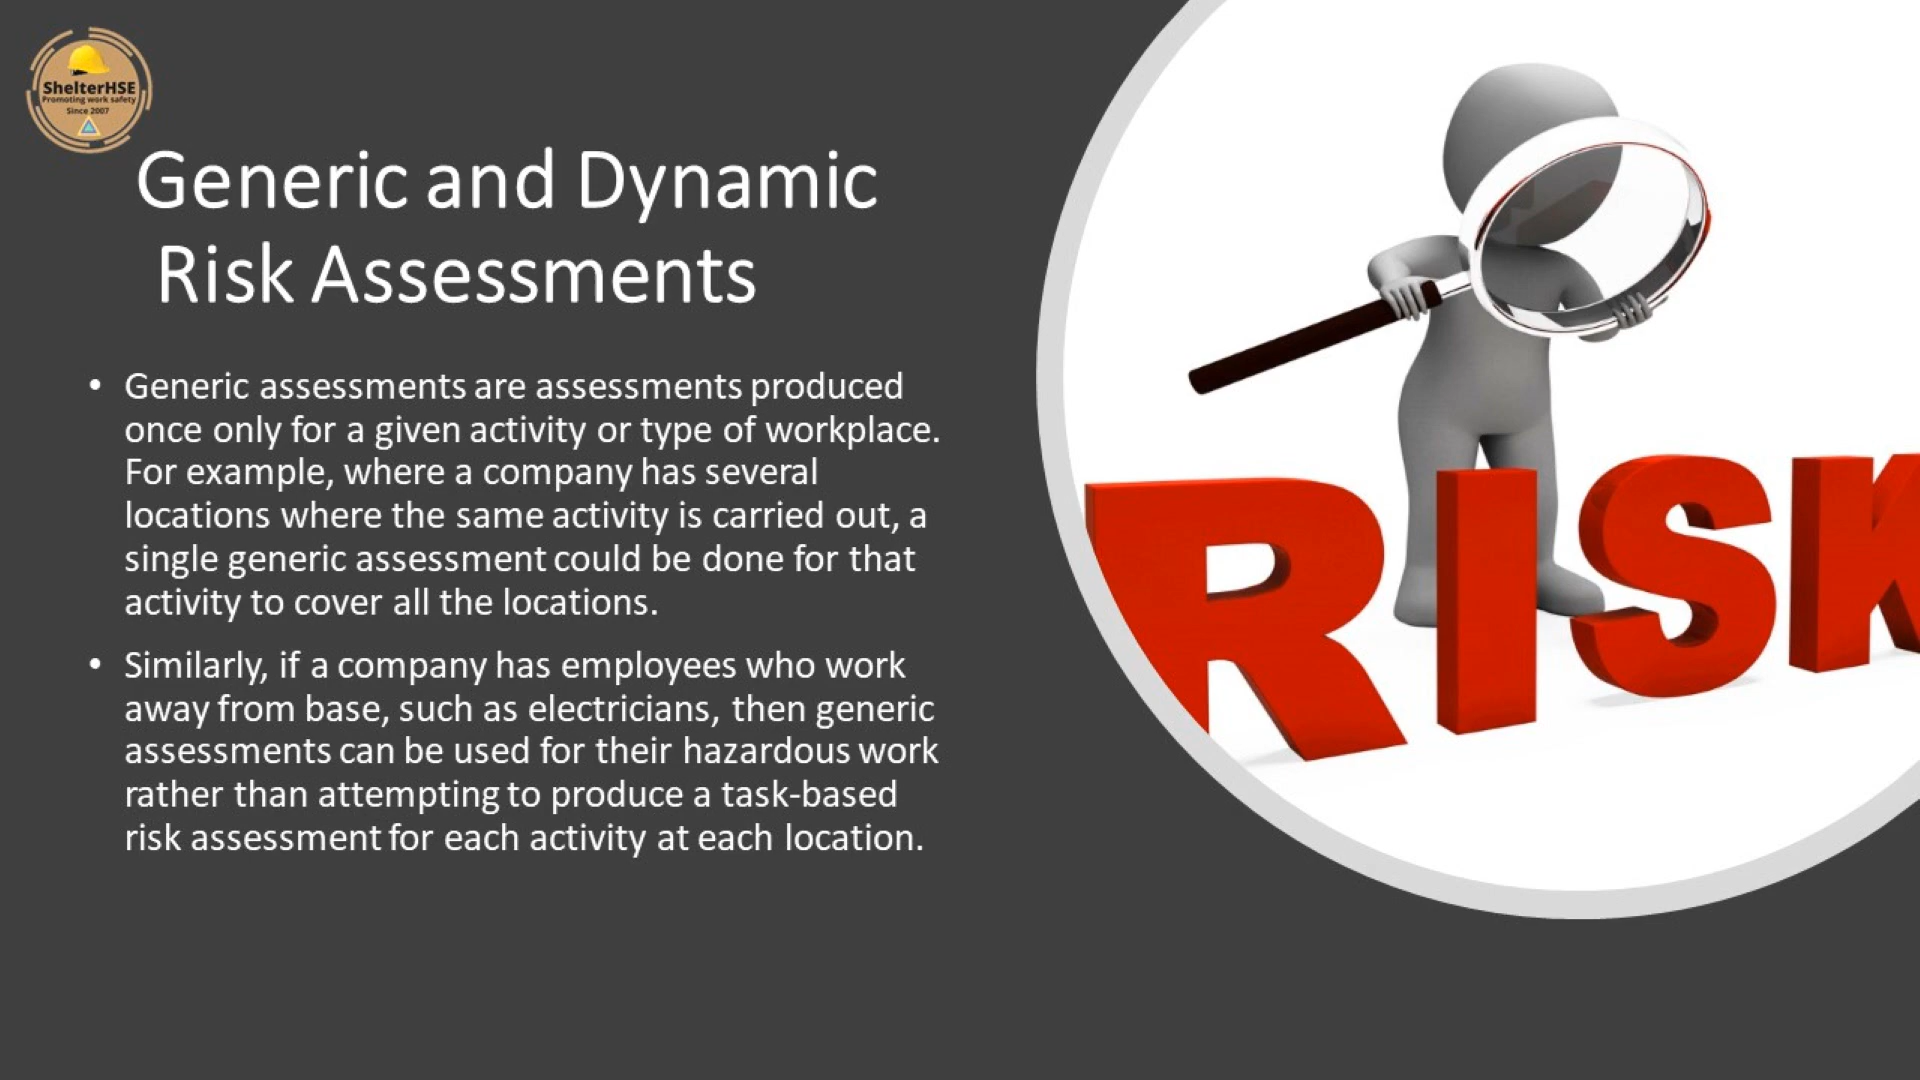 ShelterHSE
Promoting work safety
Since 2007
Generic and Dynamic
Risk Assessments
• Generic assessments are assessments produced
once only for a given activity or type of workplace.
For example, where a company has several
locations where the same activity is carried out, a
single generic assessment could be done for that
activity to cover all the locations.
• Similarly, if a company has employees who work
away from base, such as electricians, then generic
assessments can be used for their hazardous work
rather than attempting to produce a task-based
risk assessment for each activity at each location.
RISK